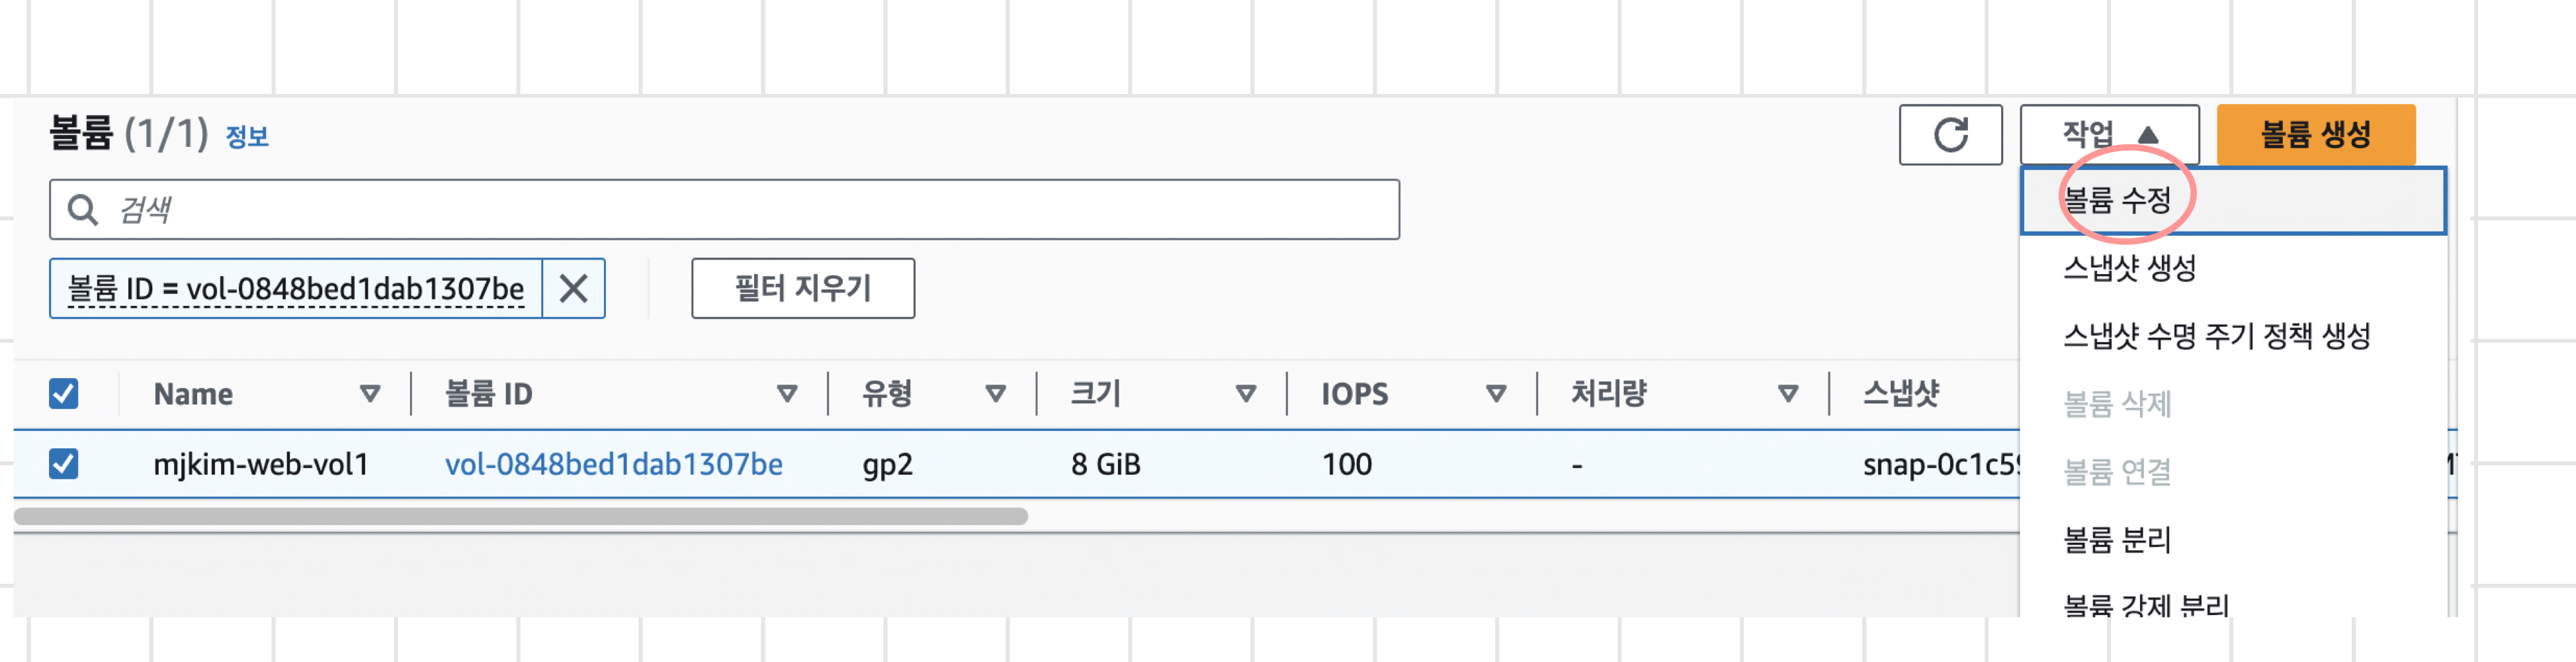 볼륨 (1/1) 정보
작업
볼륨 생성
검색
볼륨 ID = vol-0848bed1dab1307be
필터 지우기
볼륨 수정
스냅샷 생성
스냅샷 수명 주기 정책 생성
볼륨 삭제
볼륨 연결
볼륨 분리
볼륨 강제 분리
Name 볼륨 ID 유형 크기 IOPS 처리량 스냅샷
mjkim-web-vol1 vol-0848bed1dab1307be gp2 8 GiB 100 -